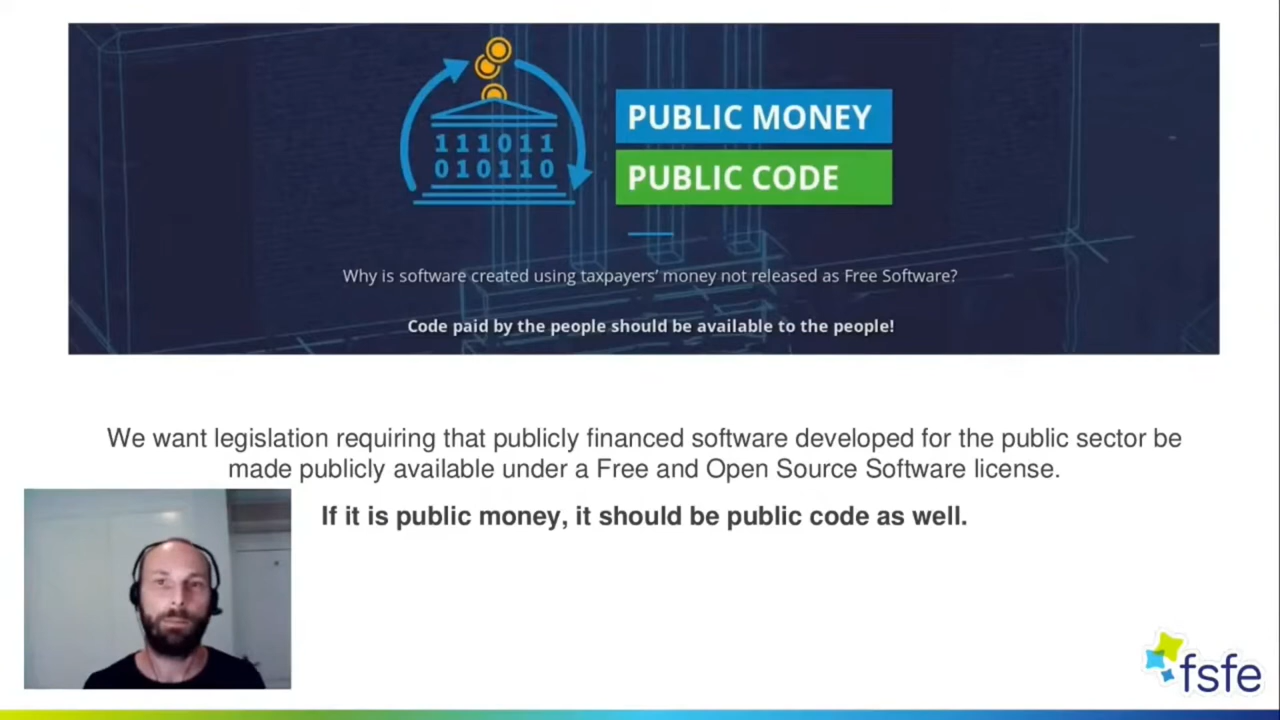 111011
010110
PUBLIC MONEY
PUBLIC CODE
Why is software created using taxpayers' money not released as Free Software?
Code paid by the people should be available to the people!
We want legislation requiring that publicly financed software developed for the public sector be
made publicly available under a Free and Open Source Software license.
If it is public money, it should be public code as well.
fsfe